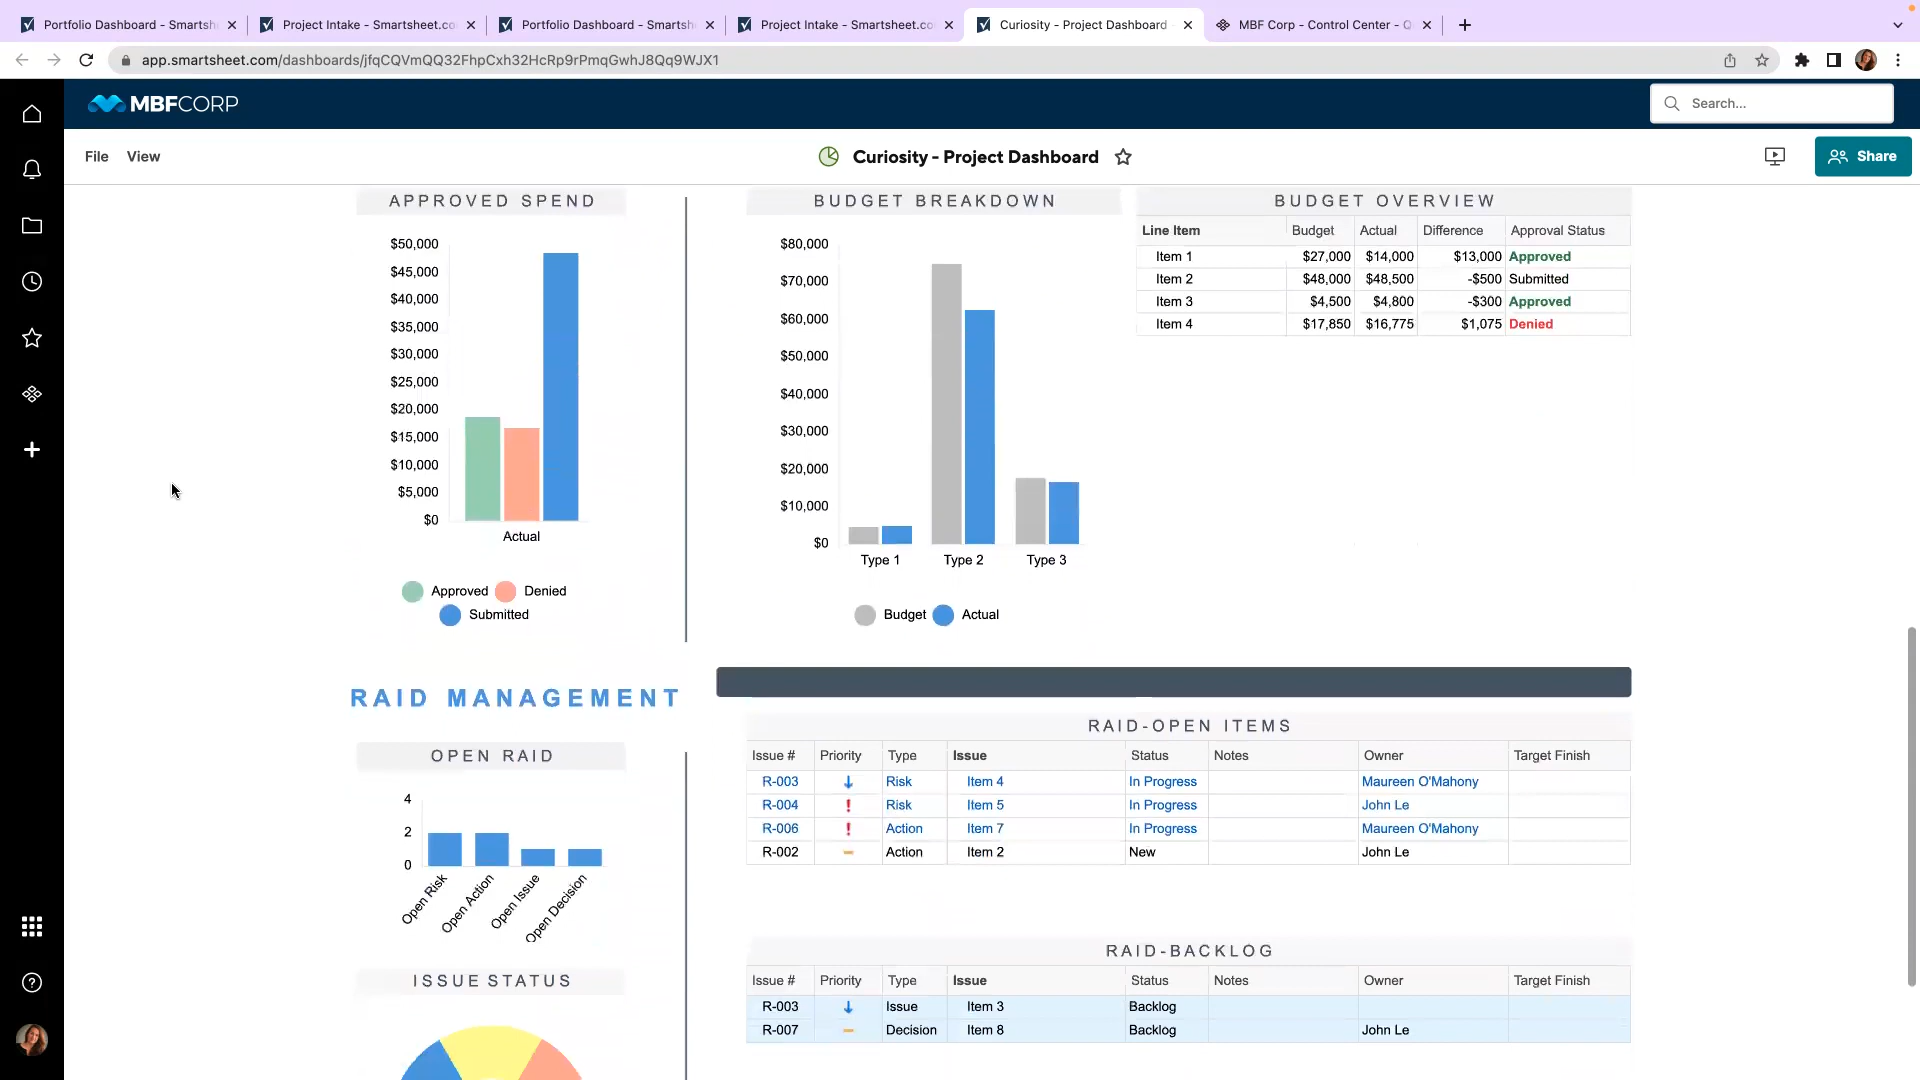 Portfolio Dashboard - Smartsh
Project Intake - Smartsheet.co
Portfolio Dashboard - Smartsh
Project Intake - Smartsheet.co
Curiosity - Project Dashboard
MBF Corp - Control Center -
app.smartsheet.com/dashboards/jfqCQVmQQ32FhpCxh32HcRp9rPmqGwhJ8Qq9WJX1
MBFCORP
Search...
File View
Curiosity - Project Dashboard
Share
APPROVED SPEND
$50,000
$45,000
$40,000
$35,000
$30,000
$25,000
$20,000
$15,000
$10,000
$5,000
$0
Actual
Approved Denied
Submitted
BUDGET BREAKDOWN
$80,000
$70,000
$60,000
$50,000
$40,000
$30,000
$20,000
$10,000
$0
Type 1 Type 2 Type 3
Budget Actual
BUDGET OVERVIEW
Line Item Budget Actual Difference Approval Status
Item 1 $27,000 $14,000 $13,000 Approved
Item 2 $48,000 $48,500 -$500 Submitted
Item 3 $4,500 $4,800 -$300 Approved
Item 4 $17,850 $16,775 $1,075 Denied
RAID MANAGEMENT
OPEN RAID
4
2
0
Open Risk
Open Action
Open Issue
Open Decision
ISSUE STATUS
RAID-OPEN ITEMS
Issue # Priority Type Issue Status Notes Owner Target Finish
R-003 Risk Item 4 In Progress Maureen O'Mahony
R-004 Risk Item 5 In Progress John Le
R-006 Action Item 7 In Progress Maureen O'Mahony
R-002 Action Item 2 New John Le
RAID-BACKLOG
Issue # Priority Type Issue Status Notes Owner Target Finish
R-003 Issue Item 3 Backlog
R-007 Decision Item 8 Backlog John Le